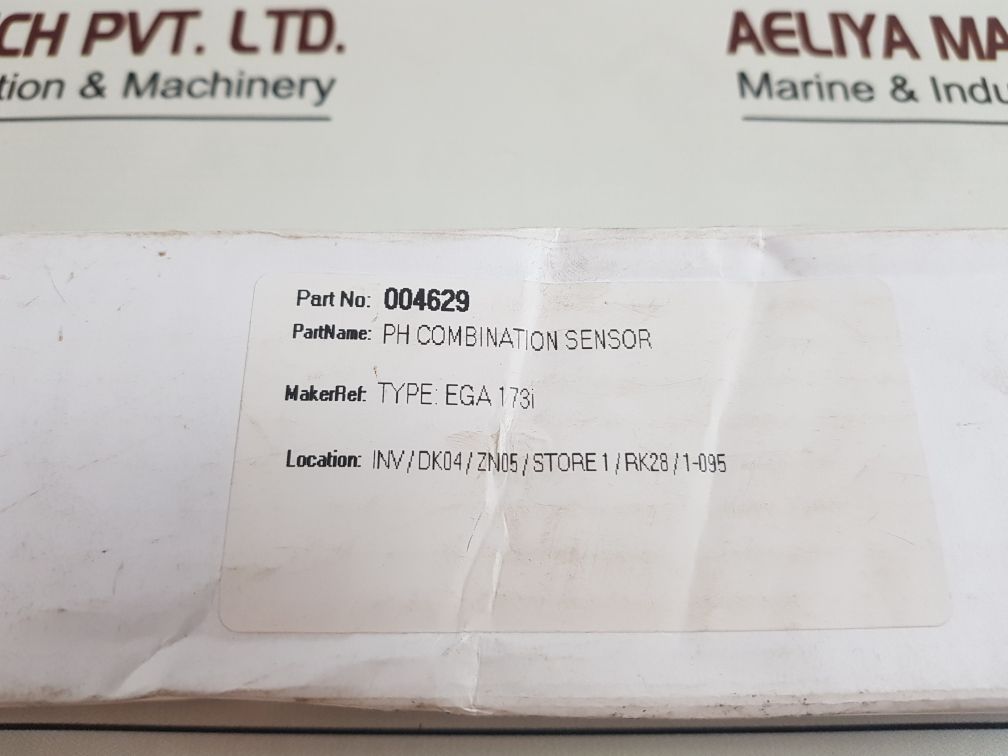 CH PVT. LTD.
tion & Machinery
AELIYA MA
Marine & Indu
Part No: 004629
PartName: PH COMBINATION SENSOR
MakerRef: TYPE: EGA 173i
Location: INV/DK04/ZN05/STORE 1/RK28/1-095